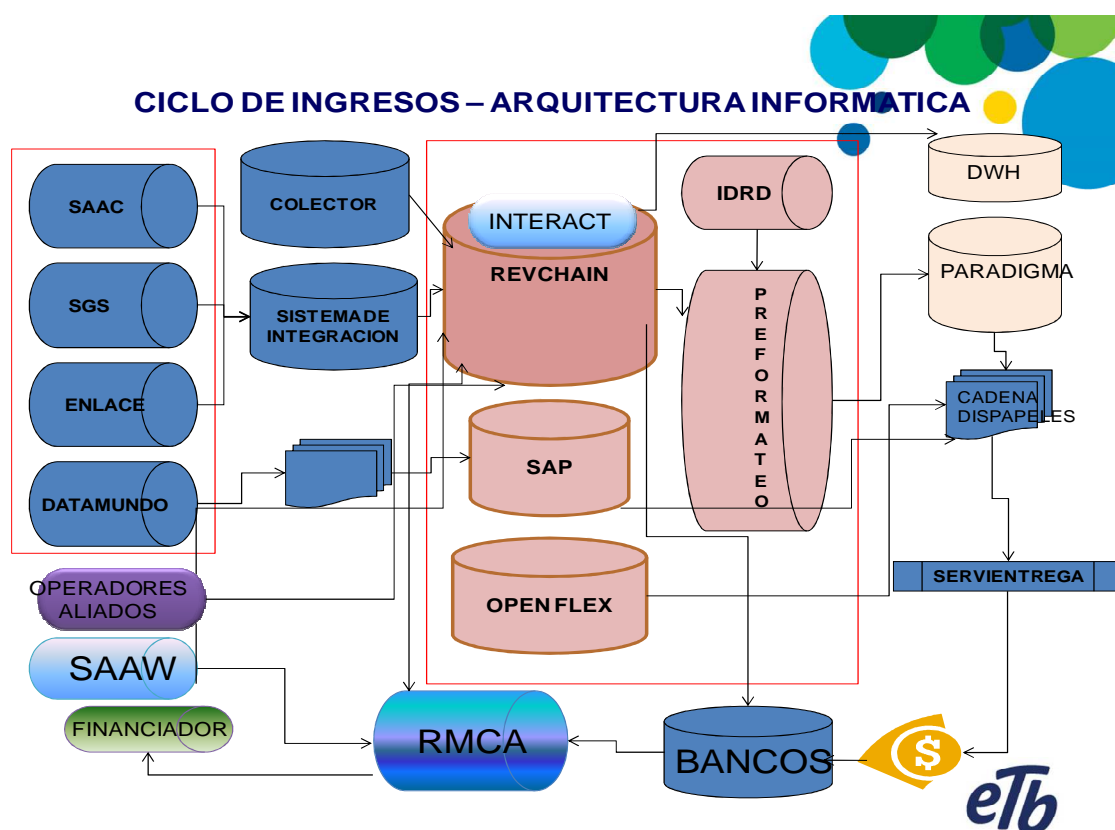 CICLO DE INGRESOS – ARQUITECTURA INFORMATICA
SAAC
SGS
ENLACE
DATAMUNDO
OPERADORES
ALIADOS
SAAW
FINANCIADOR
COLECTOR
SISTEMA DE
INTEGRACION
INTERACT
REVCHAIN
SAP
OPEN FLEX
RMCA
IDRD
PREFORMATEO
BANCOS
DWH
PARADIGMA
CADENA
DISPAPELES
SERVIENTREGA
$
eTb